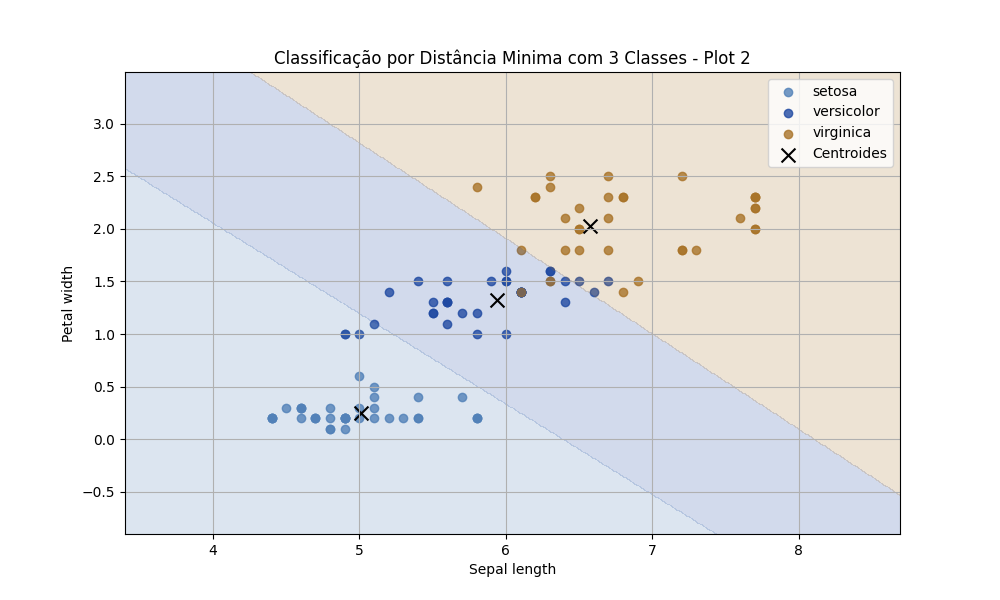 Classificação por Distância Minima com 3 Classes - Plot 2
setosa
versicolor
virginica
Centroides
Petal width
3.0
2.5
2.0
1.5
1.0
0.5
0.0
−0.5
4 5 6 7 8
Sepal length